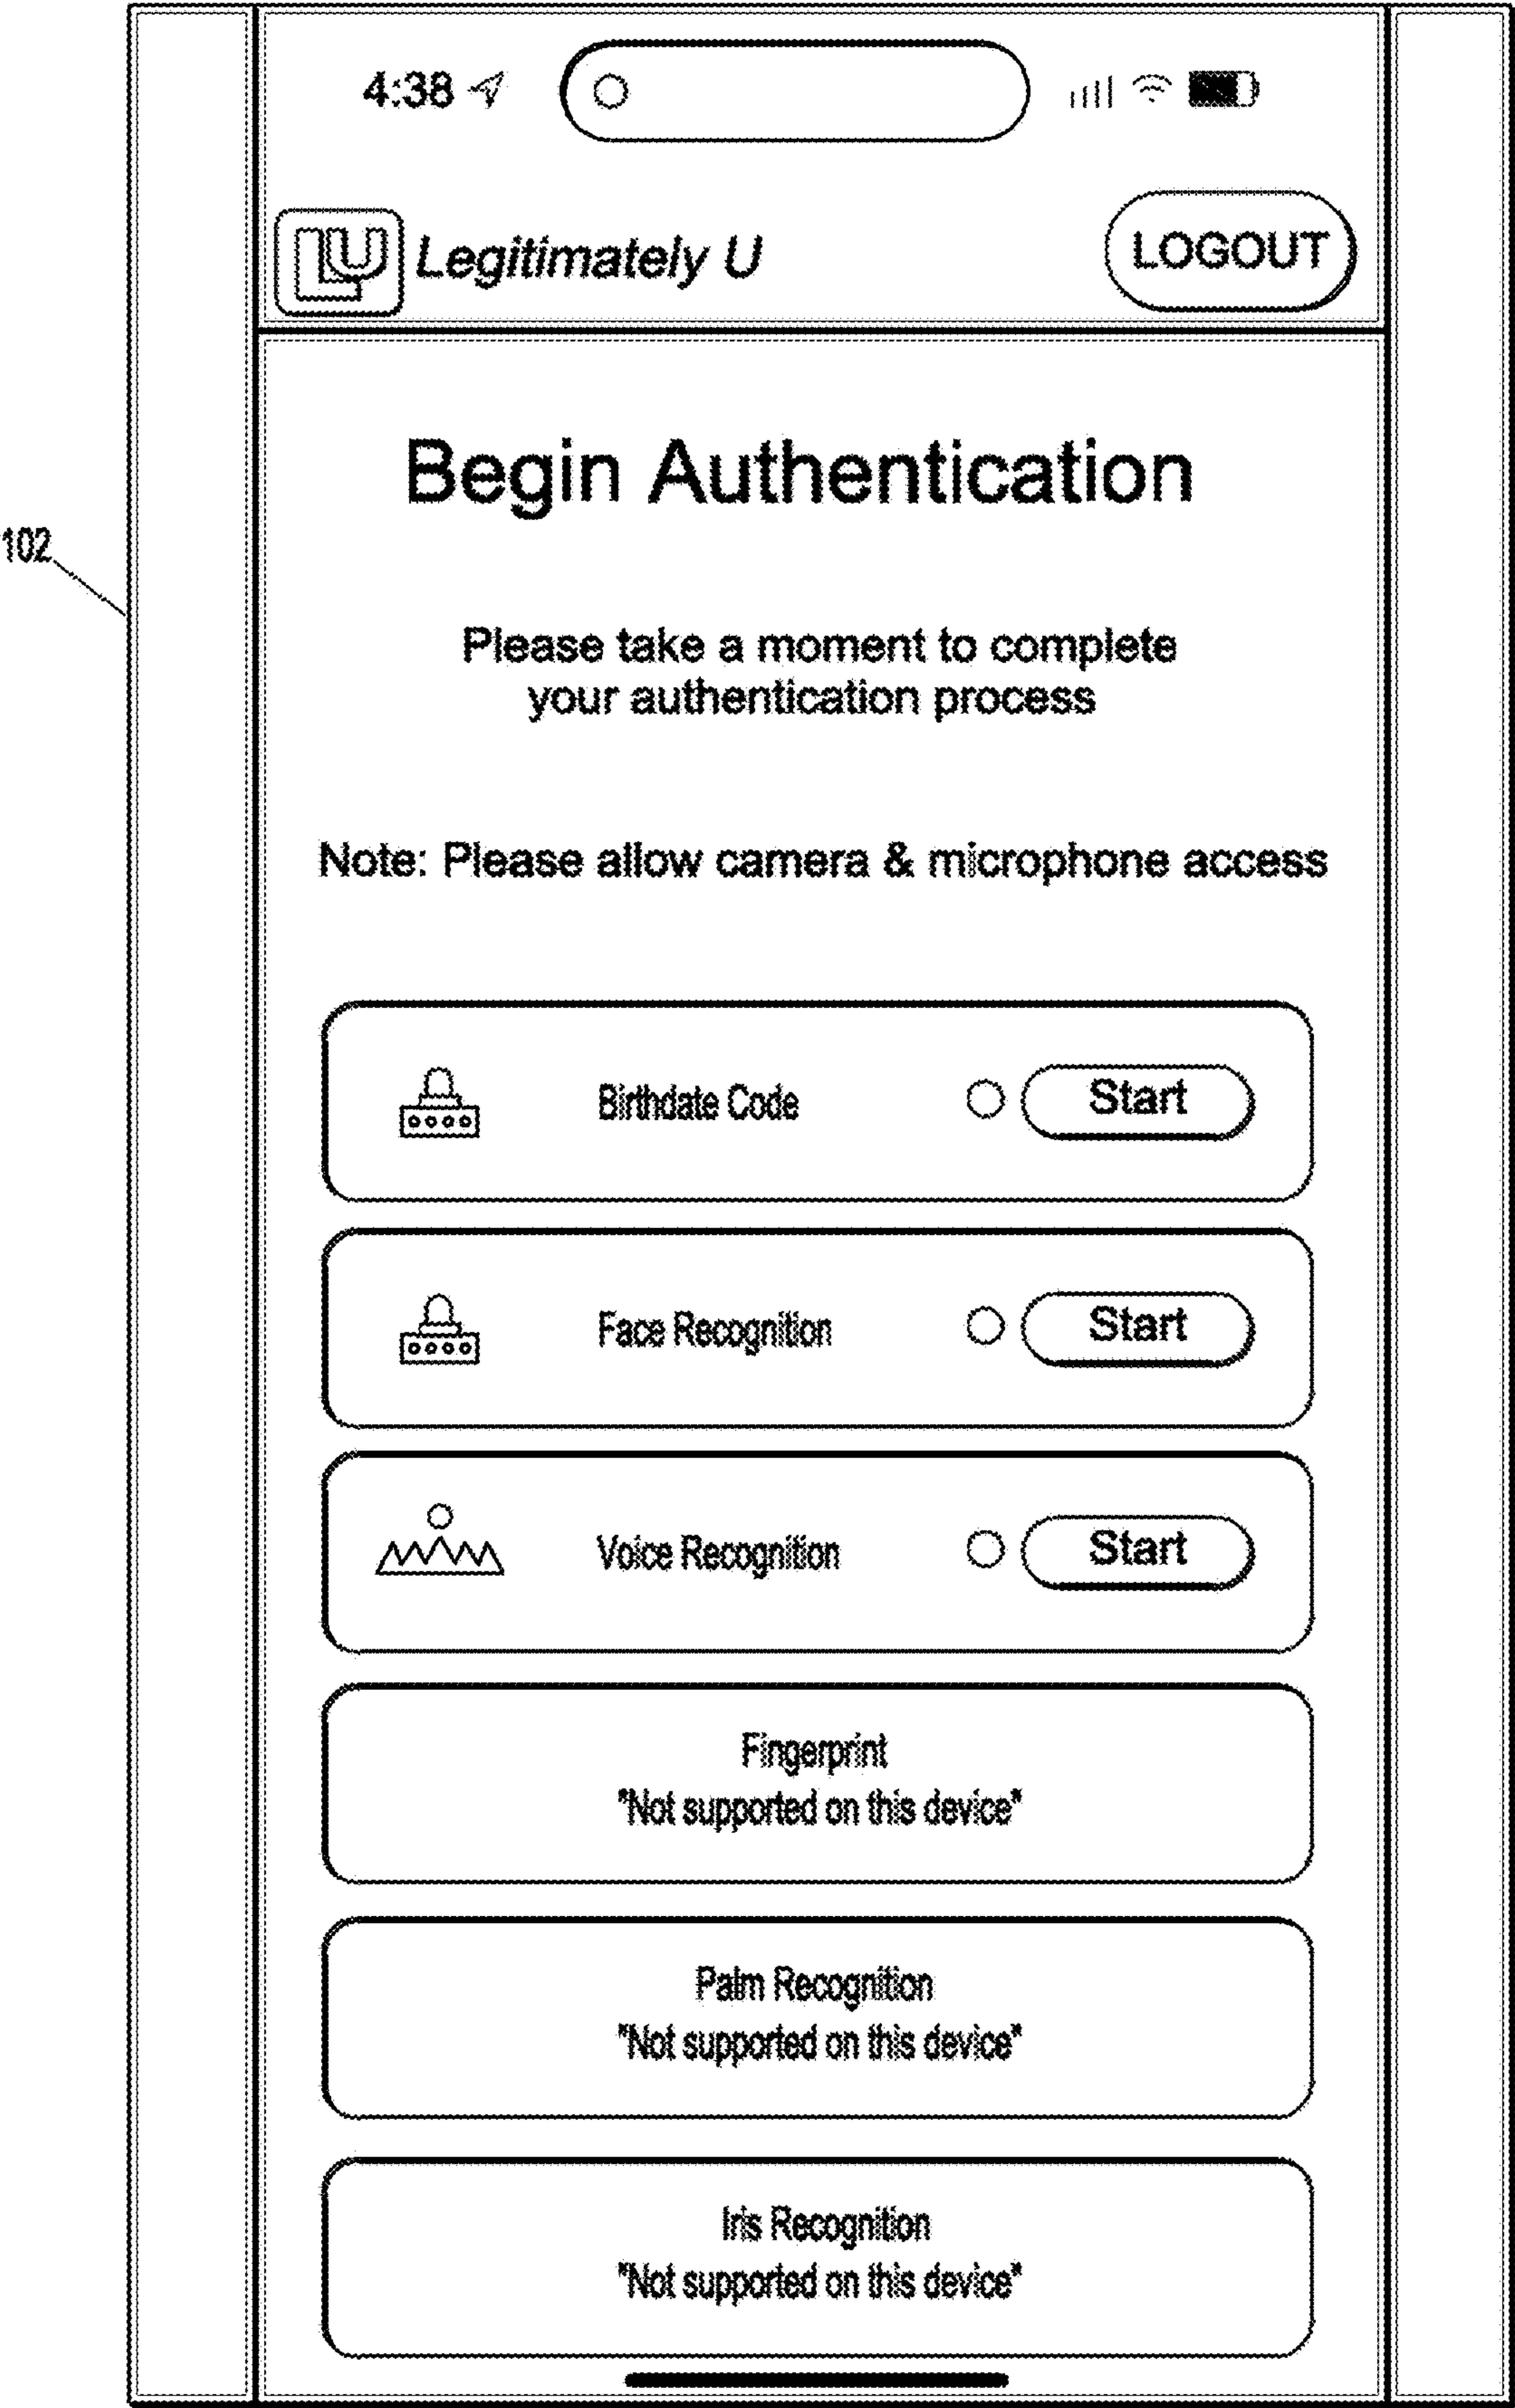 4:38
LU Legitimately U
LOGOUT
Begin Authentication
102
Please take a moment to complete
your authentication process
Note: Please allow camera & microphone access
Birthdate Code Start
Face Recognition Start
Voice Recognition Start
Fingerprint
"Not supported on this device"
Palm Recognition
"Not supported on this device"
Iris Recognition
"Not supported on this device"